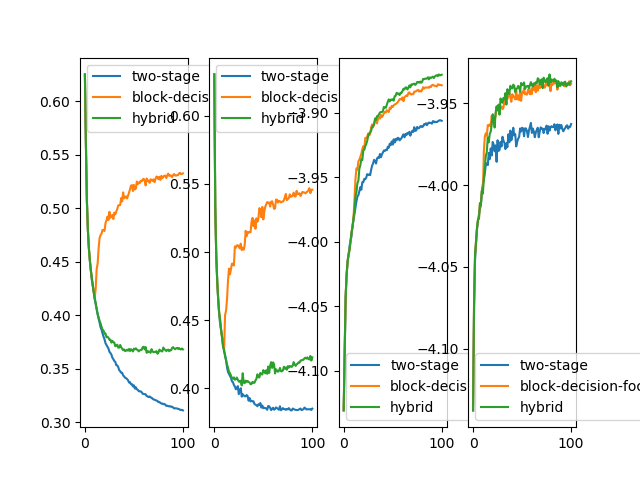 two-stage
block-decis
hybrid
0.60
0.55
0.50
0.45
0.40
0.35
0.30
0
100
two-stage
block-decis
hybrid
0.60
0.55
0.50
0.45
0.40
0
100
−3.90
−3.95
−4.00
−4.05
−4.10
two-stage
block-decis
hybrid
0
100
−3.95
−4.00
−4.05
−4.10
two-stage
block-decision-foc
hybrid
0
100